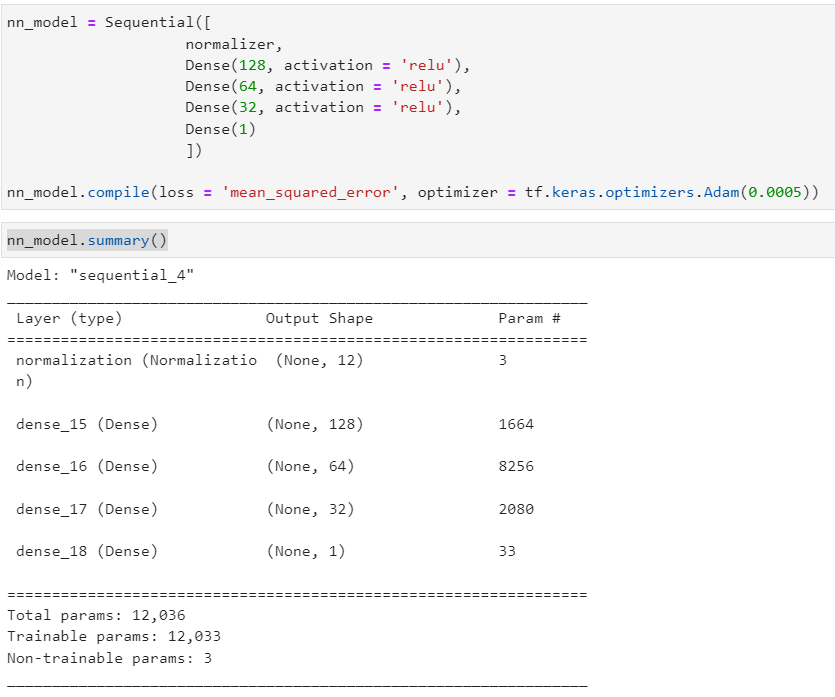 nn_model = Sequential([
normalizer,
Dense(128, activation = 'relu'),
Dense(64, activation = 'relu'),
Dense(32, activation = 'relu'),
Dense(1)
])
nn_model.compile(loss = 'mean_squared_error', optimizer = tf.keras.optimizers.Adam(0.0005))
nn_model.summary()
Model: "sequential_4"
_________________________________________________________________
Layer (type) Output Shape Param #
=================================================================
normalization (Normalizatio (None, 12) 3
n)
dense_15 (Dense) (None, 128) 1664
dense_16 (Dense) (None, 64) 8256
dense_17 (Dense) (None, 32) 2080
dense_18 (Dense) (None, 1) 33
=================================================================
Total params: 12,036
Trainable params: 12,033
Non-trainable params: 3
_________________________________________________________________